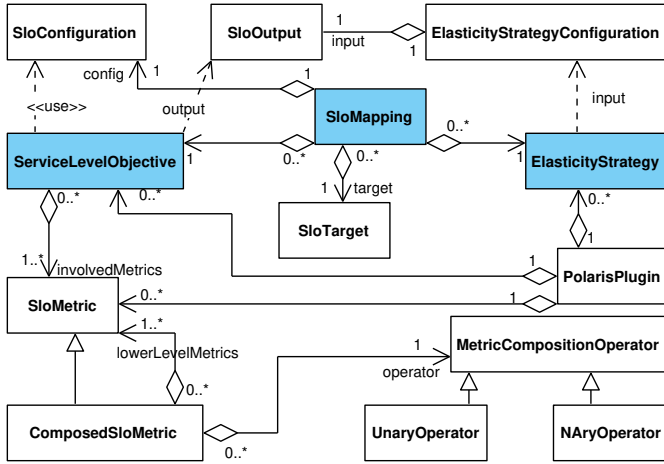 SloConfiguration
SloOutput
1
input
1
ElasticityStrategyConfiguration
config
1
1
<<use>>
output
SloMapping
input
ServiceLevelObjective
1
0..*
0..*
0..*
1
ElasticityStrategy
0..*
0..*
1
target
0..*
SloTarget
1
1..*
involvedMetrics
1
PolarisPlugin
SloMetric
0..*
1
1..*
lowerLevelMetrics
1
operator
MetricCompositionOperator
0..*
ComposedSloMetric
0..*
UnaryOperator
NAryOperator